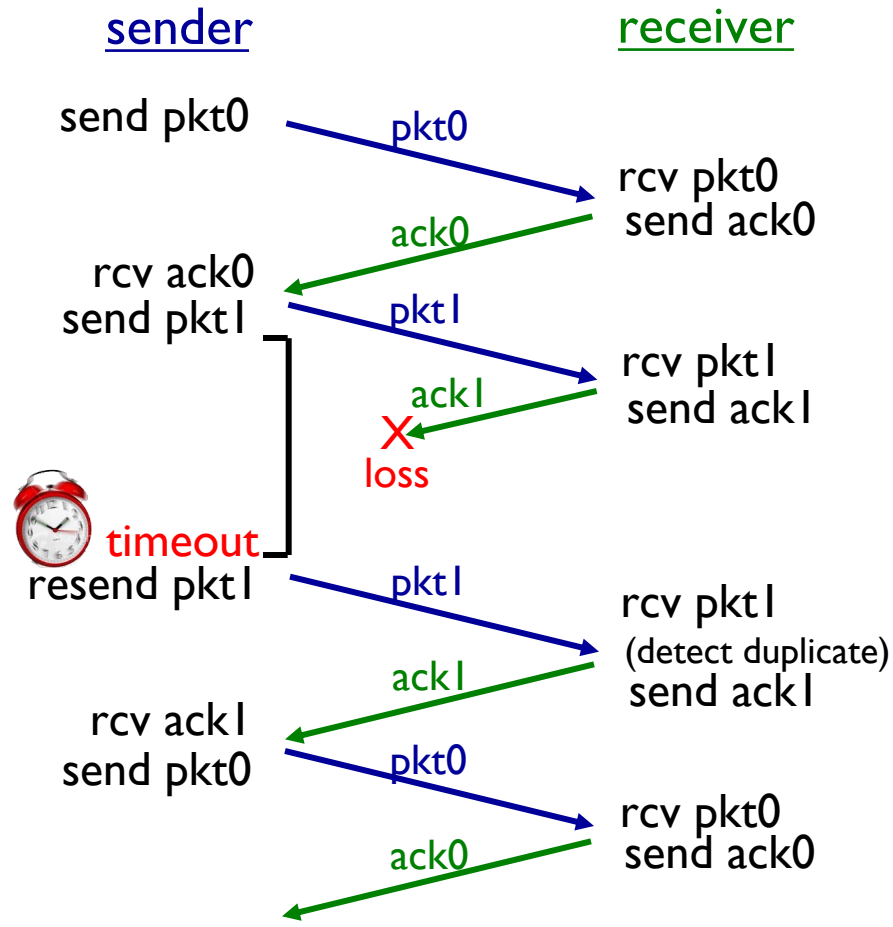 sender
receiver
send pkt0
pkt0
rcv pkt0
send ack0
ack0
rcv ack0
send pkt1
pkt1
rcv pkt1
send ack1
ack1
X
loss
timeout
resend pkt1
pkt1
rcv pkt1
(detect duplicate)
send ack1
ack1
rcv ack1
send pkt0
pkt0
rcv pkt0
send ack0
ack0